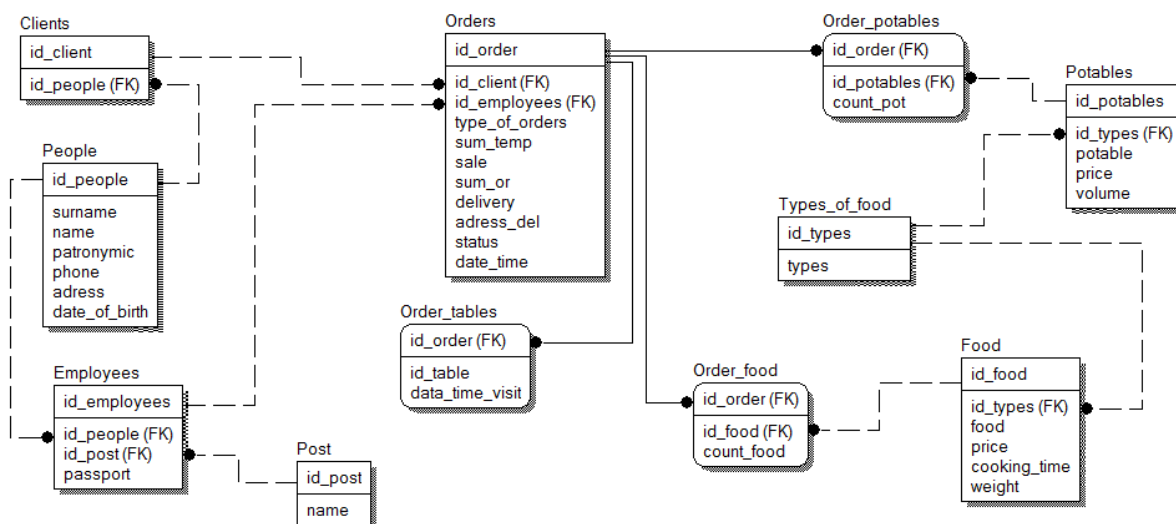 Clients
id_client
id_people (FK)
People
id_people
surname
name
patronymic
phone
adress
date_of_birth
Employees
id_employees
id_people (FK)
id_post (FK)
passport
Post
id_post
name
Orders
id_order
id_client (FK)
id_employees (FK)
type_of_orders
sum_temp
sale
sum_or
delivery
adress_del
status
date_time
Order_tables
id_order (FK)
id_table
data_time_visit
Order_potables
id_order (FK)
id_potables (FK)
count_pot
Potables
id_potables
id_types (FK)
potable
price
volume
Types_of_food
id_types
types
Order_food
id_order (FK)
id_food (FK)
count_food
Food
id_food
id_types (FK)
food
price
cooking_time
weight